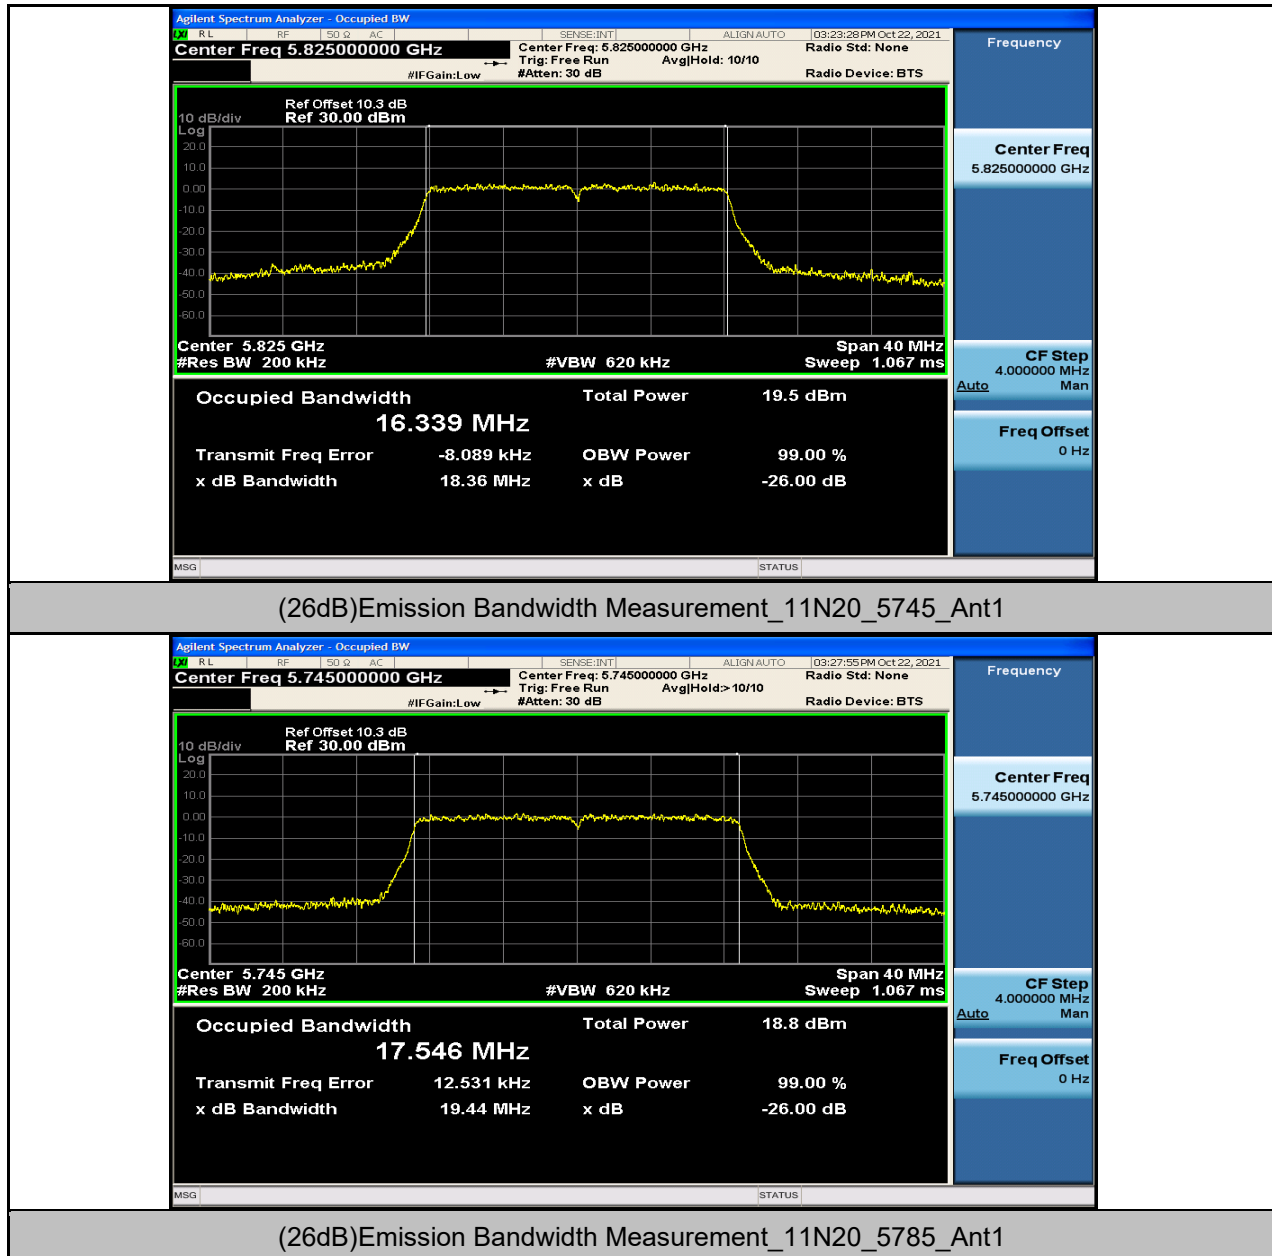 Agilent Spectrum Analyzer - Occupied BW
LXI RL RF 50 Ω AC SENSE:INT ALIGN AUTO 03:23:28 PM Oct 22, 2021
Center Freq 5.825000000 GHz Center Freq: 5.825000000 GHz Radio Std: None
Trig: Free Run Avg|Hold: 10/10
#IFGain:Low #Atten: 30 dB Radio Device: BTS
Frequency
Ref Offset 10.3 dB
10 dB/div Ref 30.00 dBm
Log
20.0
10.0
0.00
-10.0
-20.0
-30.0
-40.0
-50.0
-60.0
Center 5.825 GHz Span 40 MHz
#Res BW 200 kHz #VBW 620 kHz Sweep 1.067 ms
Center Freq
5.825000000 GHz
CF Step
4.000000 MHz
Auto Man
Freq Offset
0 Hz
Occupied Bandwidth Total Power 19.5 dBm
16.339 MHz
Transmit Freq Error -8.089 kHz OBW Power 99.00 %
x dB Bandwidth 18.36 MHz x dB -26.00 dB
MSG STATUS
(26dB)Emission Bandwidth Measurement_11N20_5745_Ant1
Agilent Spectrum Analyzer - Occupied BW
LXI RL RF 50 Ω AC SENSE:INT ALIGN AUTO 03:27:55 PM Oct 22, 2021
Center Freq 5.745000000 GHz Center Freq: 5.745000000 GHz Radio Std: None
Trig: Free Run Avg|Hold:>10/10
#IFGain:Low #Atten: 30 dB Radio Device: BTS
Frequency
Ref Offset 10.3 dB
10 dB/div Ref 30.00 dBm
Log
20.0
10.0
0.00
-10.0
-20.0
-30.0
-40.0
-50.0
-60.0
Center 5.745 GHz Span 40 MHz
#Res BW 200 kHz #VBW 620 kHz Sweep 1.067 ms
Center Freq
5.745000000 GHz
CF Step
4.000000 MHz
Auto Man
Freq Offset
0 Hz
Occupied Bandwidth Total Power 18.8 dBm
17.546 MHz
Transmit Freq Error 12.531 kHz OBW Power 99.00 %
x dB Bandwidth 19.44 MHz x dB -26.00 dB
MSG STATUS
(26dB)Emission Bandwidth Measurement_11N20_5785_Ant1